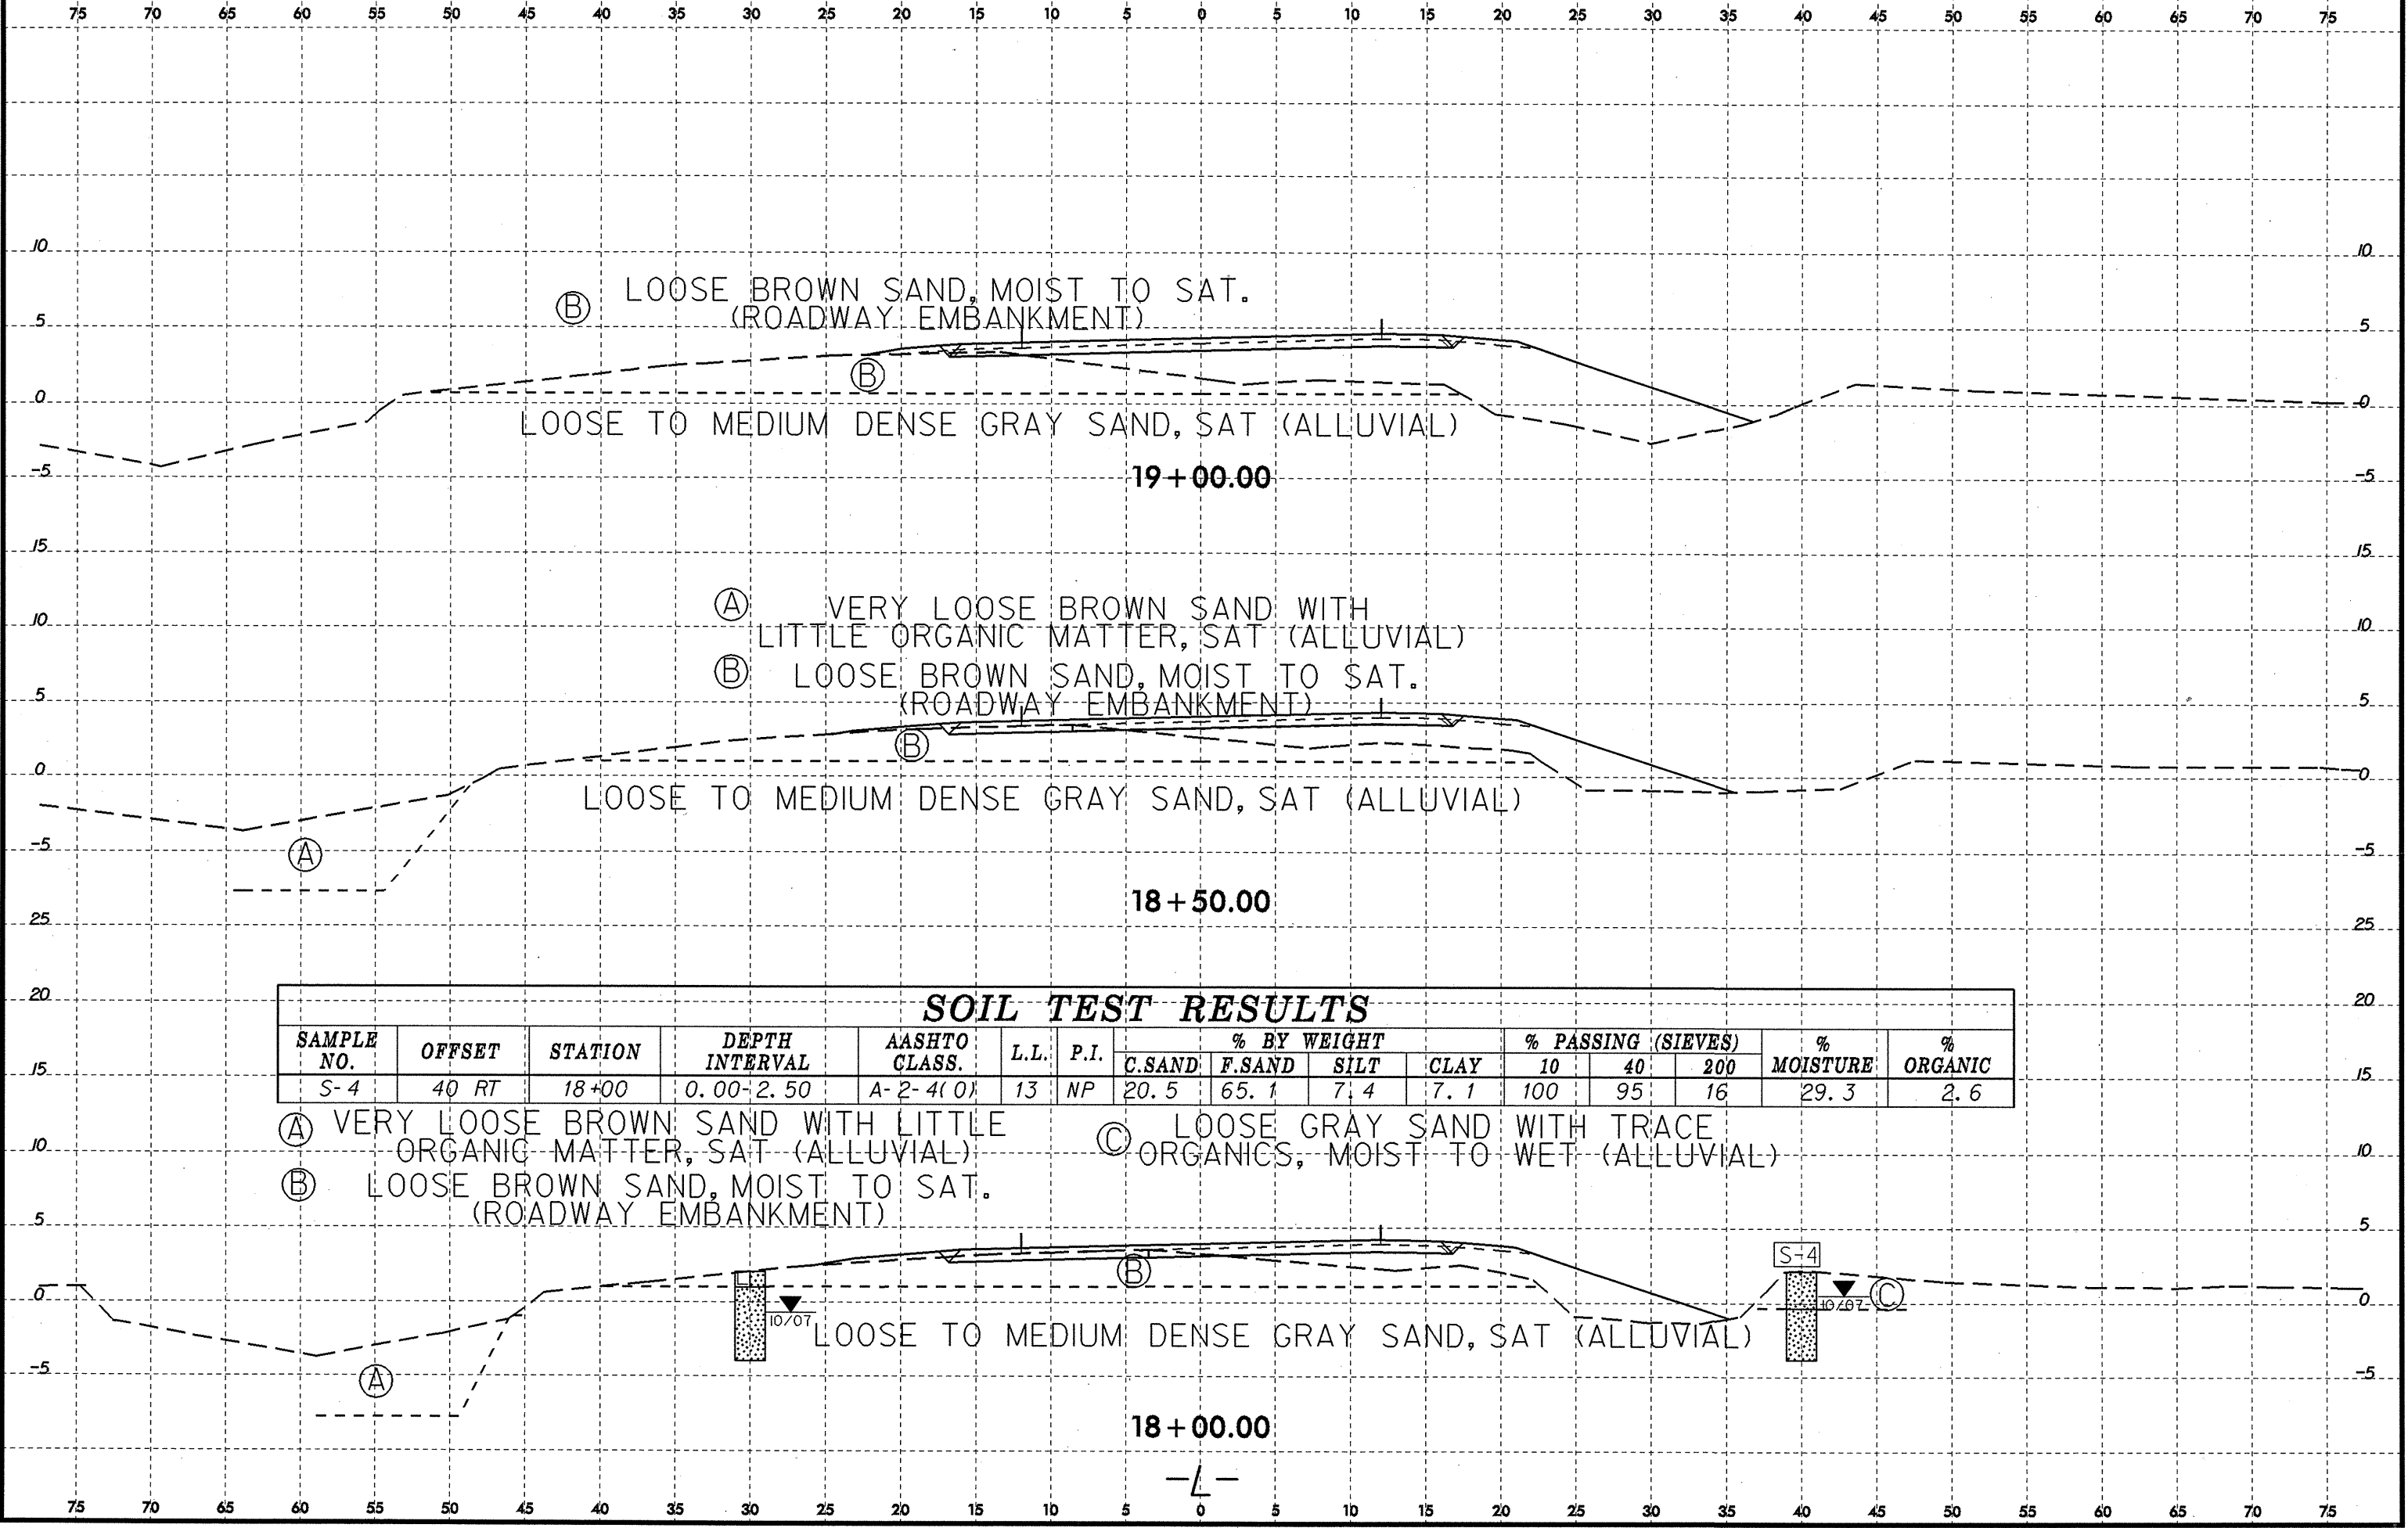 75 70 65 60 55 50 45 40 35 30 25 20 15 10 5 0 5 10 15 20 25 30 35 40 45 50 55 60 65 70 75
10 10
B LOOSE BROWN SAND, MOIST TO SAT.
(ROADWAY EMBANKMENT)
5 5
B
0 0
LOOSE TO MEDIUM DENSE GRAY SAND, SAT (ALLUVIAL)
-5 -5
19+00.00
15 15
A VERY LOOSE BROWN SAND WITH
10 10
LITTLE ORGANIC MATTER, SAT (ALLUVIAL)
B LOOSE BROWN SAND, MOIST TO SAT.
5 5
(ROADWAY EMBANKMENT)
B
0 0
LOOSE TO MEDIUM DENSE GRAY SAND, SAT (ALLUVIAL)
-5 -5
A
18+50.00
25 25
20 20
SOIL TEST RESULTS
SAMPLE NO. OFFSET STATION DEPTH INTERVAL AASHTO CLASS. L.L. P.I. % BY WEIGHT % PASSING (SIEVES) % MOISTURE % ORGANIC
C.SAND F.SAND SILT CLAY 10 40 200
15 15
S-4 40 RT 18+00 0.00-2.50 A-2-4(0) 13 NP 20.5 65.1 7.4 7.1 100 95 16 29.3 2.6
A VERY LOOSE BROWN SAND WITH LITTLE
ORGANIC MATTER, SAT (ALLUVIAL)
C LOOSE GRAY SAND WITH TRACE
ORGANICS, MOIST TO WET (ALLUVIAL)
10 10
B LOOSE BROWN SAND, MOIST TO SAT.
(ROADWAY EMBANKMENT)
5 5
S-4
B
C
0 0
10/07 10/07
LOOSE TO MEDIUM DENSE GRAY SAND, SAT (ALLUVIAL)
-5 -5
A
18+00.00
-L-
75 70 65 60 55 50 45 40 35 30 25 20 15 10 5 0 5 10 15 20 25 30 35 40 45 50 55 60 65 70 75